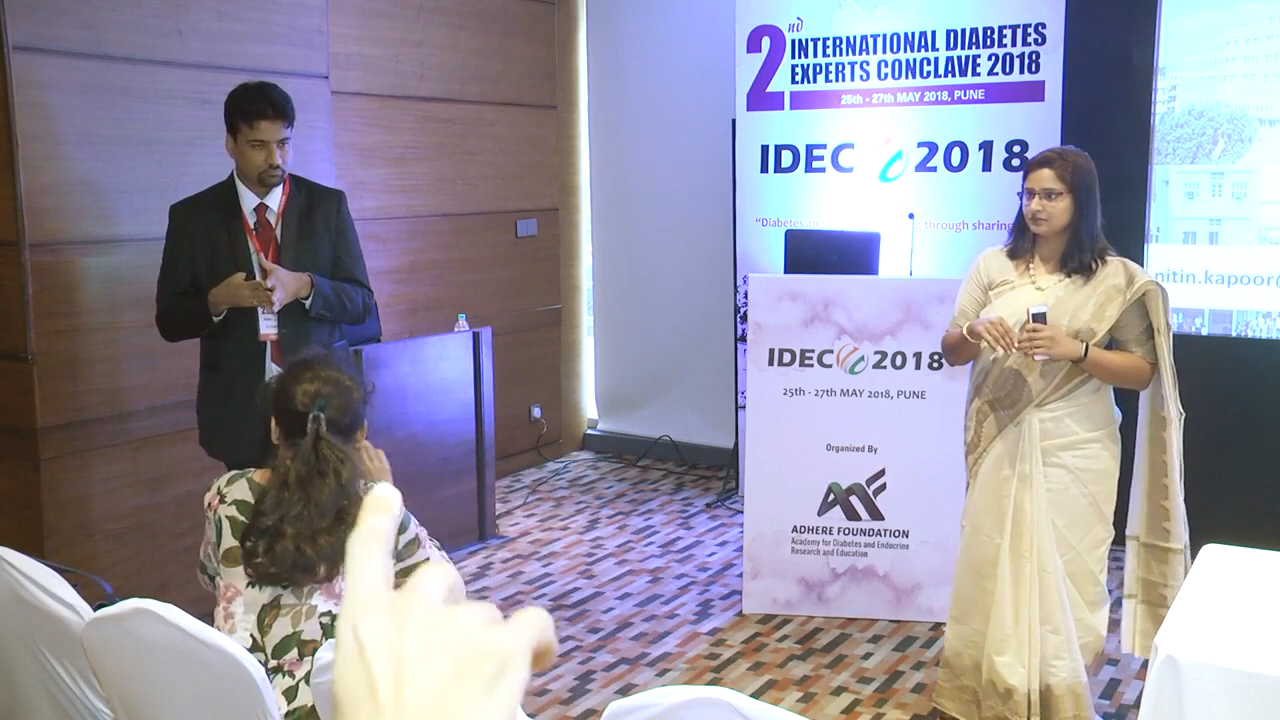 2nd
INTERNATIONAL DIABETES
EXPERTS CONCLAVE 2018
25th - 27th MAY 2018, PUNE
IDEC 2018
"Diabetes
through sharing
nitin.kapoor@
IDEC 2018
25th - 27th MAY 2018, PUNE
Organized By
ADHERE FOUNDATION
Academy for Diabetes and Endocrine
Research and Education